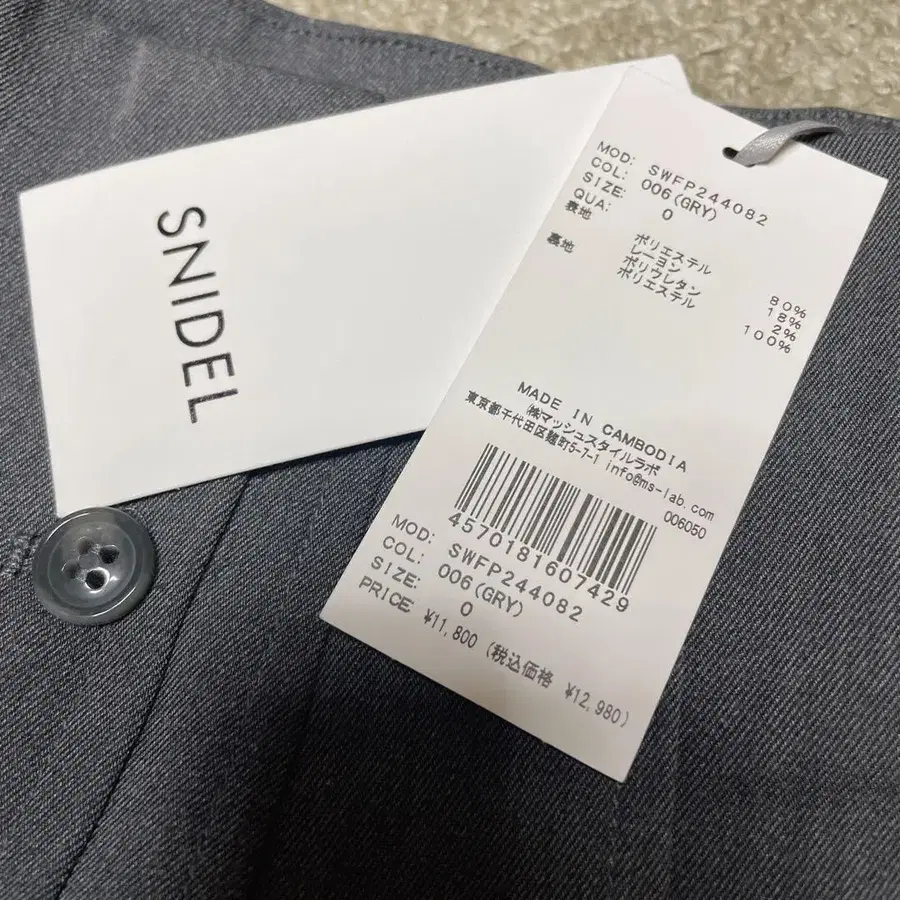 SNIDEL
MOD: SWFP244082
COL: 006(GRY)
SIZE: 0
QUA:
表地 ポリエステル 80%
レーヨン 18%
ポリウレタン 2%
裏地 ポリエステル 100%
MADE IN CAMBODIA
㈱マッシュスタイルラボ
東京都千代田区麹町5-7-1 info@ms-lab.com
006050
4570181607429
MOD: SWFP244082
COL: 006(GRY)
SIZE: 0
PRICE ¥11,800 (税込価格 ¥12,980)